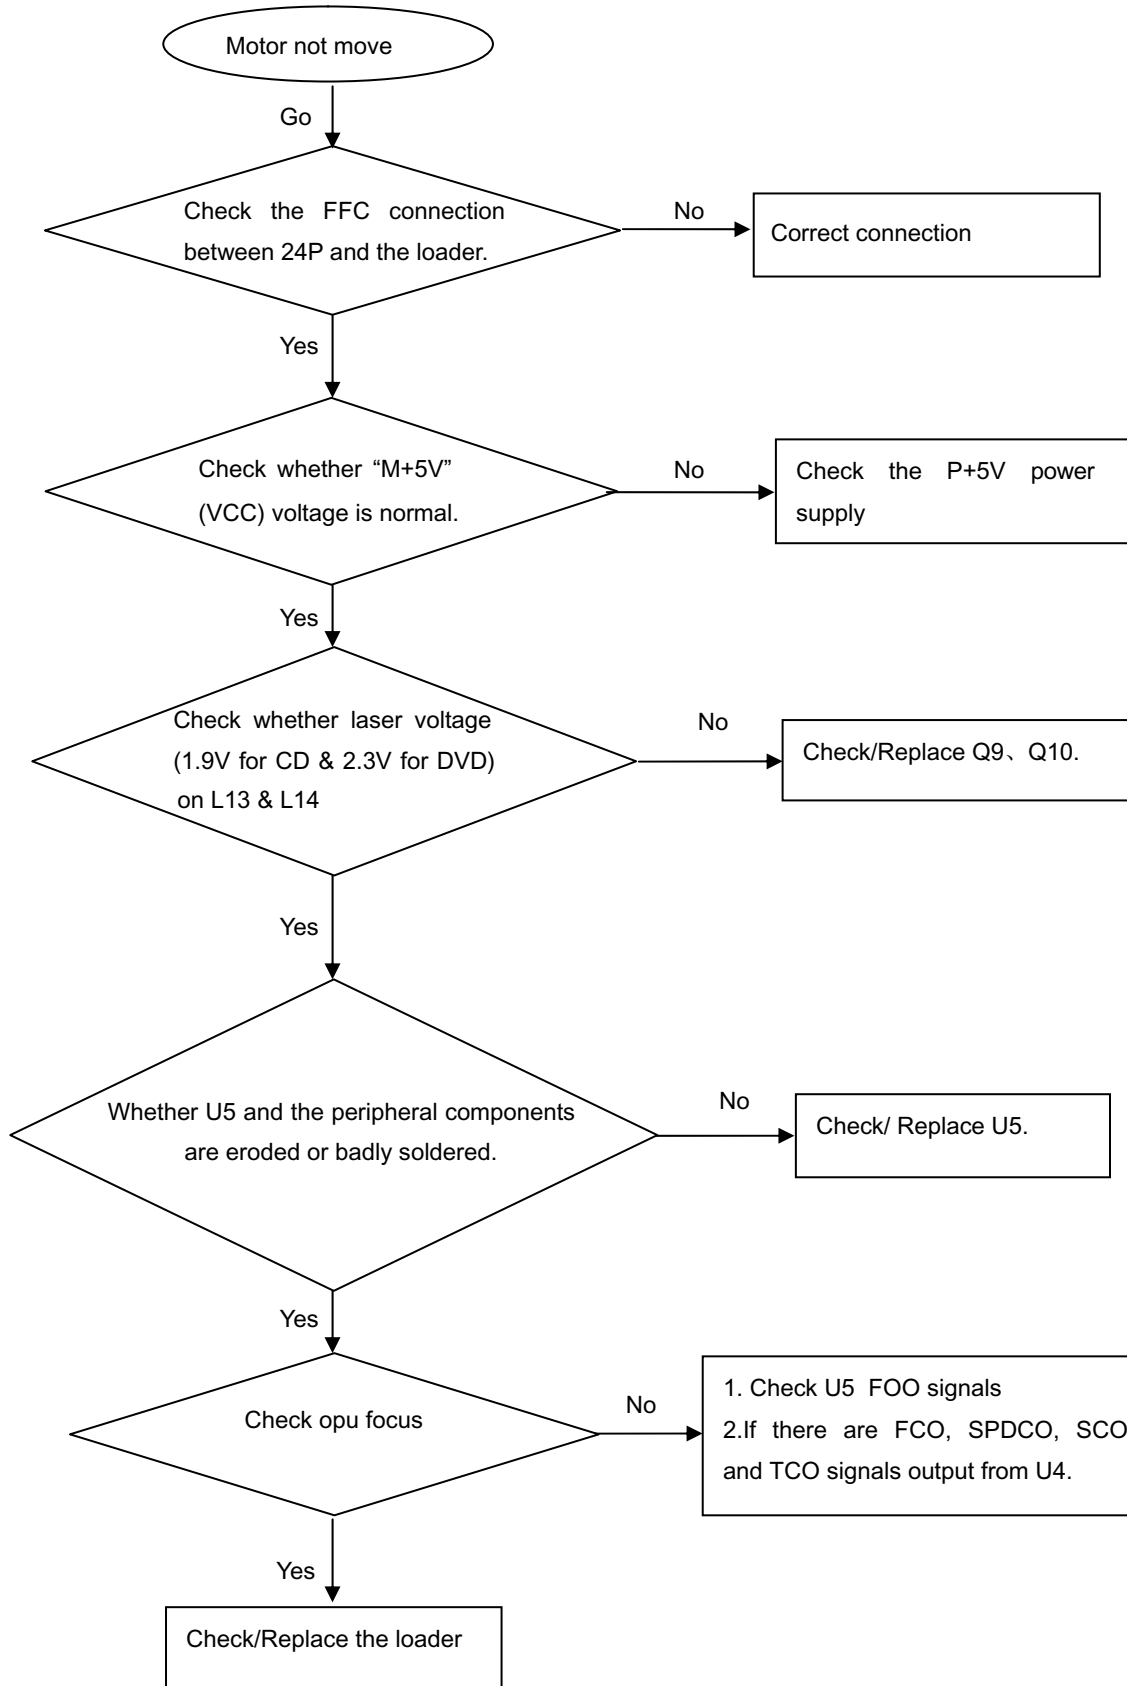 Motor not move
Go
Check the FFC connection
between 24P and the loader.
No
Correct connection
Yes
Check whether “M+5V”
(VCC) voltage is normal.
No
Check the P+5V power
supply
Yes
Check whether laser voltage
(1.9V for CD & 2.3V for DVD)
on L13 & L14
No
Check/Replace Q9、Q10.
Yes
Whether U5 and the peripheral components
are eroded or badly soldered.
No
Check/ Replace U5.
Yes
Check opu focus
No
1. Check U5 FOO signals
2.If there are FCO, SPDCO, SCO
and TCO signals output from U4.
Yes
Check/Replace the loader